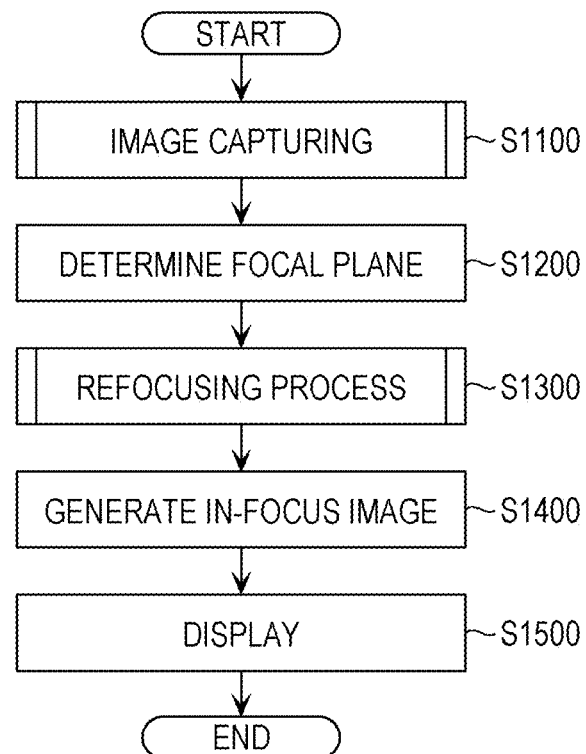 START
IMAGE CAPTURING
S1100
DETERMINE FOCAL PLANE
S1200
REFOCUSING PROCESS
S1300
GENERATE IN-FOCUS IMAGE
S1400
DISPLAY
S1500
END